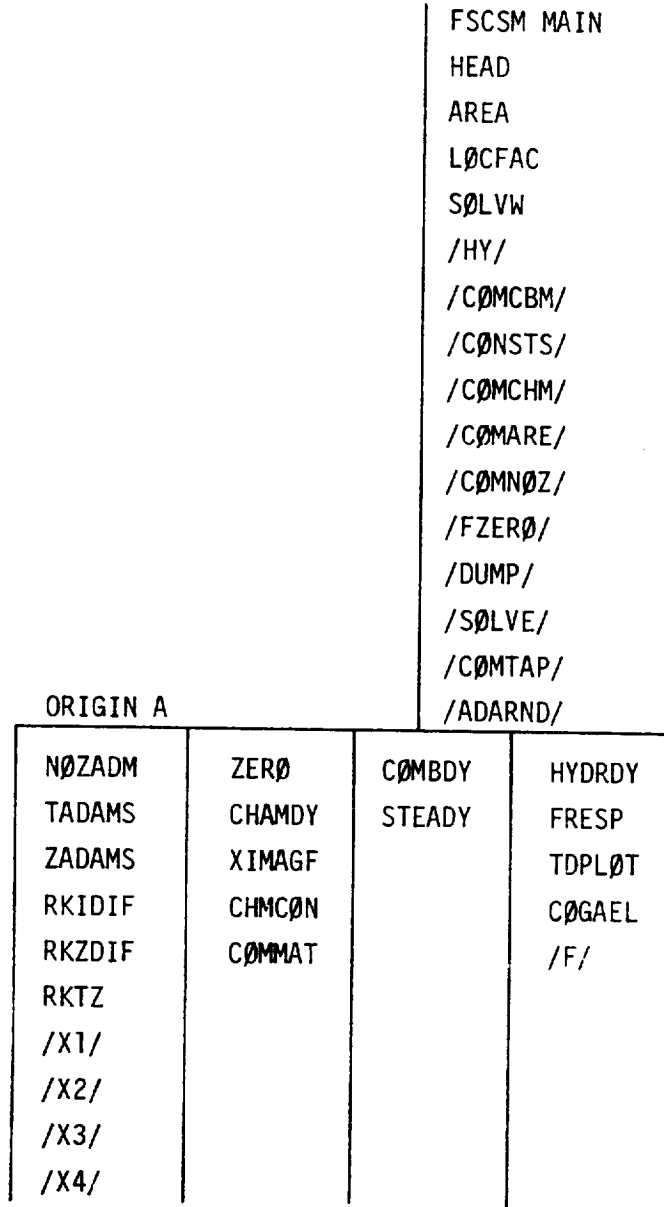 FSCSM MAIN
HEAD
AREA
LØCFAC
SØLVW
/HY/
/CØMCBM/
/CØNSTS/
/CØMCHM/
/CØMARE/
/CØMNØZ/
/FZERØ/
/DUMP/
/SØLVE/
/CØMTAP/
/ADARND/
ORIGIN A
NØZADM
TADAMS
ZADAMS
RKIDIF
RKZDIF
RKTZ
/X1/
/X2/
/X3/
/X4/
ZERØ
CHAMDY
XIMAGF
CHMCØN
CØMMAT
CØMBDY
STEADY
HYDRDY
FRESP
TDPLØT
CØGAEL
/F/